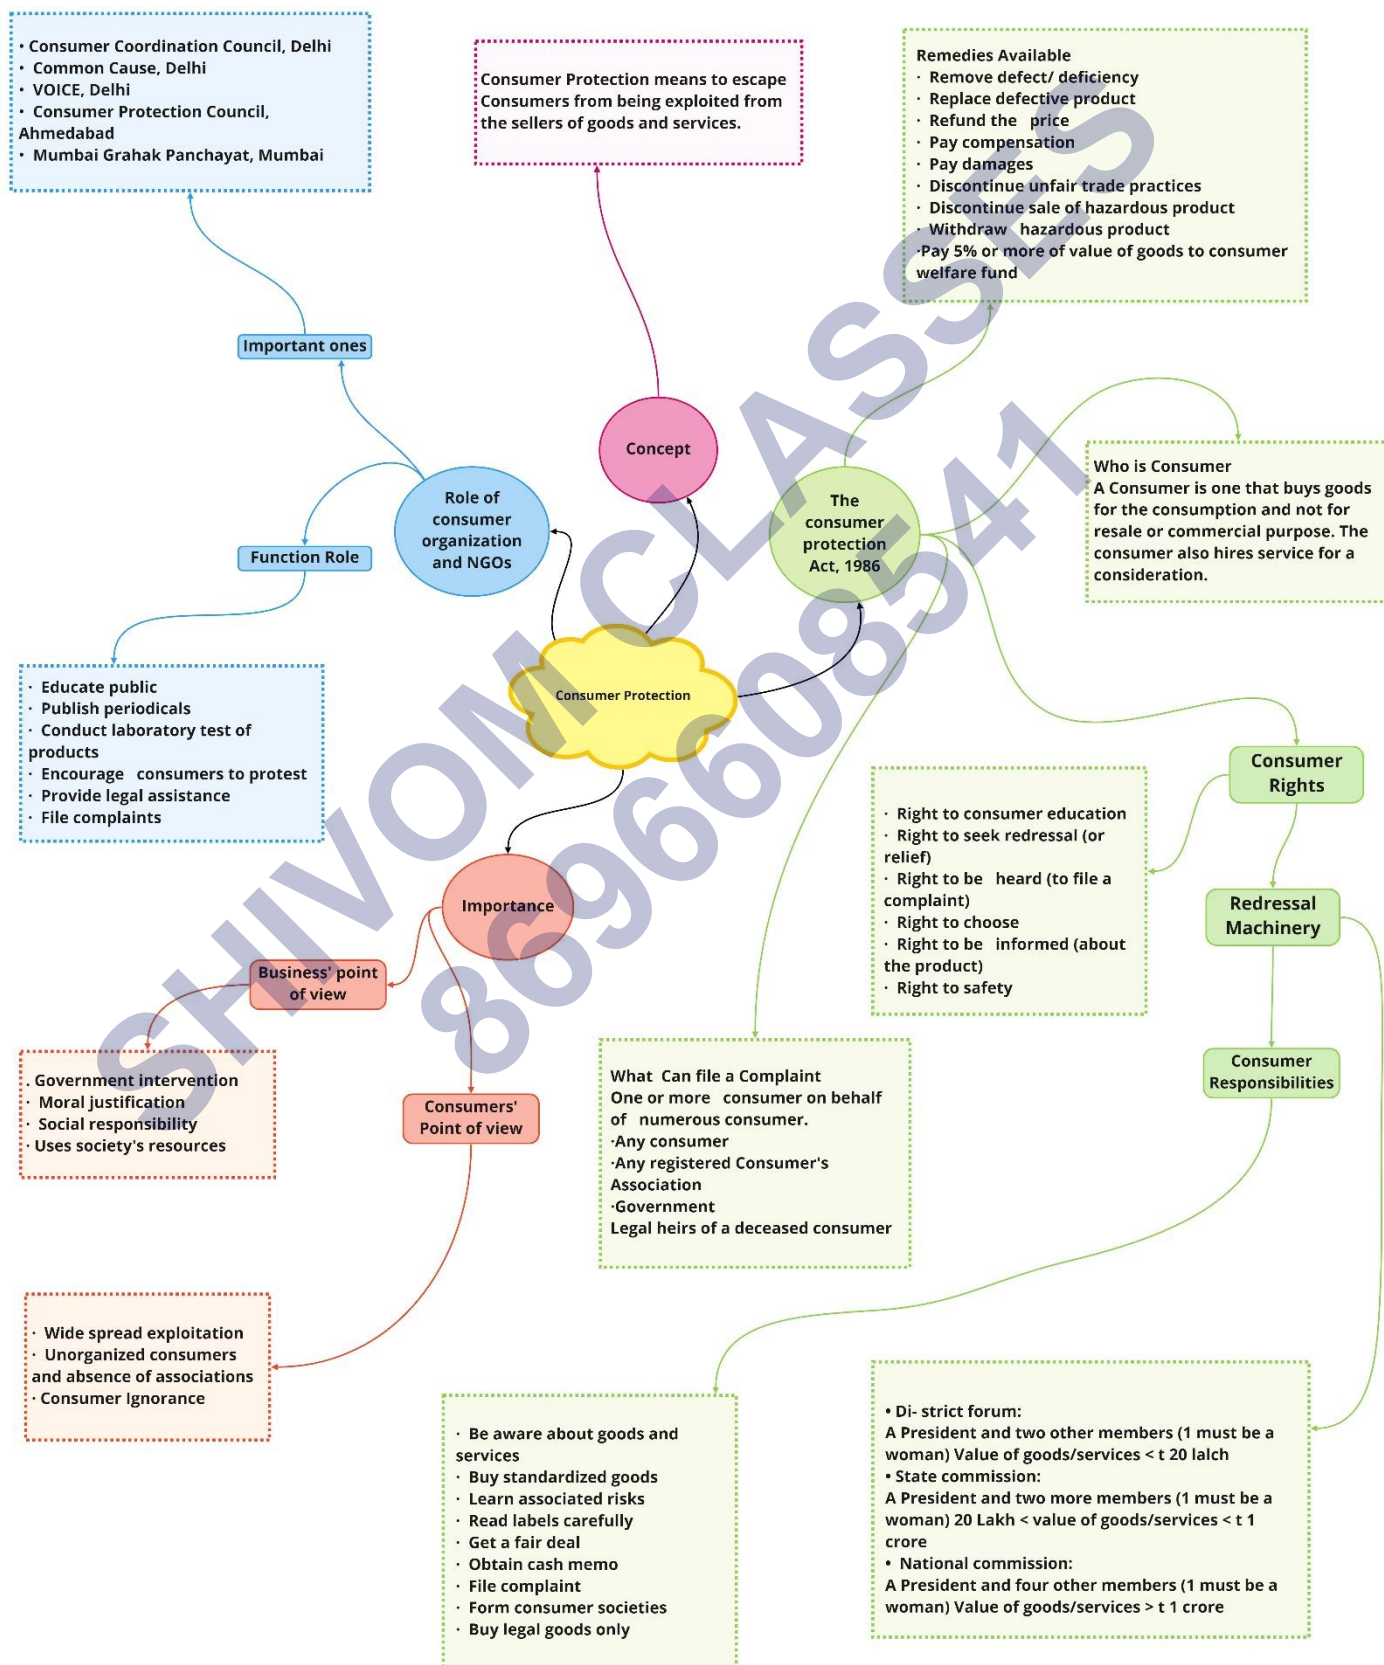 • Consumer Coordination Council, Delhi
• Common Cause, Delhi
• VOICE, Delhi
• Consumer Protection Council,
Ahmedabad
• Mumbai Grahak Panchayat, Mumbai
Consumer Protection means to escape
Consumers from being exploited from
the sellers of goods and services.
Remedies Available
· Remove defect/ deficiency
· Replace defective product
· Refund the price
· Pay compensation
· Pay damages
· Discontinue unfair trade practices
· Discontinue sale of hazardous product
· Withdraw hazardous product
·Pay 5% or more of value of goods to consumer
welfare fund
Important ones
Concept
Who is Consumer
A Consumer is one that buys goods
for the consumption and not for
resale or commercial purpose. The
consumer also hires service for a
consideration.
Role of
consumer
organization
and NGOs
The
consumer
protection
Act, 1986
Function Role
Consumer Protection
· Educate public
· Publish periodicals
· Conduct laboratory test of
products
· Encourage consumers to protest
· Provide legal assistance
· File complaints
Consumer
Rights
· Right to consumer education
· Right to seek redressal (or
relief)
· Right to be heard (to file a
complaint)
· Right to choose
· Right to be informed (about
the product)
· Right to safety
Importance
Redressal
Machinery
Business' point
of view
. Government intervention
· Moral justification
· Social responsibility
· Uses society's resources
Consumers'
Point of view
What Can file a Complaint
One or more consumer on behalf
of numerous consumer.
·Any consumer
·Any registered Consumer's
Association
·Government
Legal heirs of a deceased consumer
Consumer
Responsibilities
· Wide spread exploitation
· Unorganized consumers
and absence of associations
· Consumer Ignorance
· Be aware about goods and
services
· Buy standardized goods
· Learn associated risks
· Read labels carefully
· Get a fair deal
· Obtain cash memo
· File complaint
· Form consumer societies
· Buy legal goods only
• Di- strict forum:
A President and two other members (1 must be a
woman) Value of goods/services < t 20 lalch
• State commission:
A President and two more members (1 must be a
woman) 20 Lakh < value of goods/services < t 1
crore
• National commission:
A President and four other members (1 must be a
woman) Value of goods/services > t 1 crore
SHIVOM CLASSES
8696608541